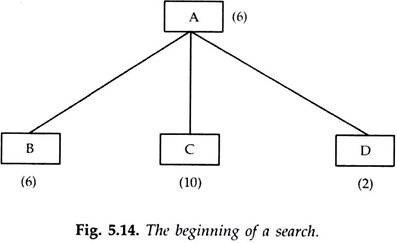 A (6)
B C D
(6) (10) (2)
Fig. 5.14. The beginning of a search.